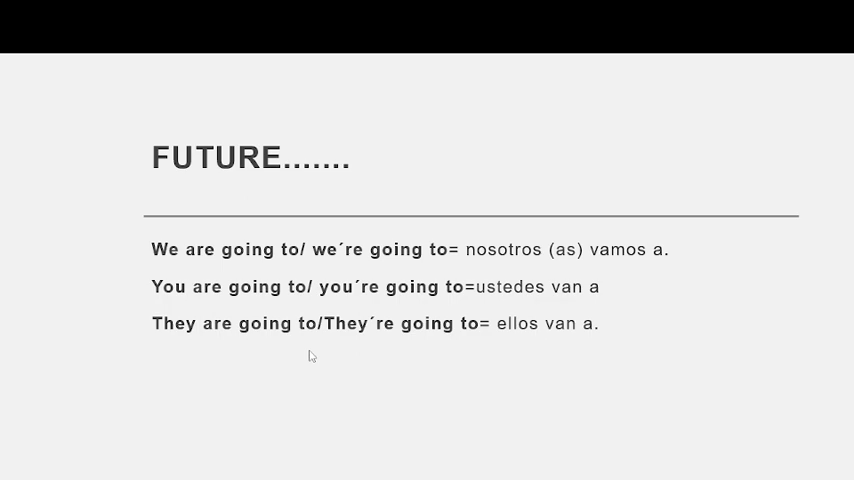 FUTURE.......
We are going to/ we´re going to= nosotros (as) vamos a.
You are going to/ you´re going to=ustedes van a
They are going to/They´re going to= ellos van a.